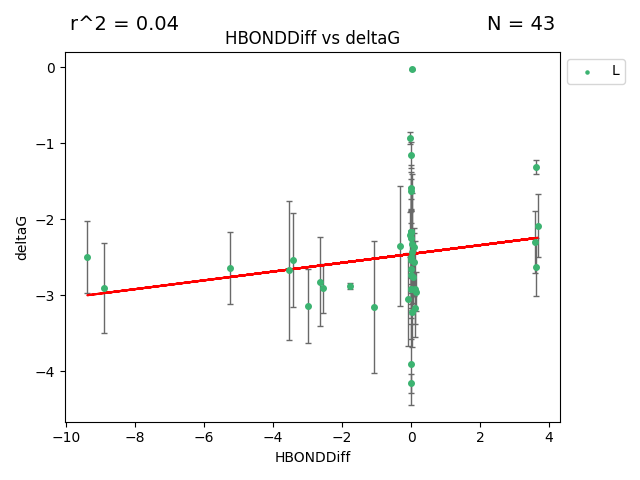 r^2 = 0.04
N = 43
HBONDDiff vs deltaG
L
deltaG
0
−1
−2
−3
−4
−10
−8
−6
−4
−2
0
2
4
HBONDDiff